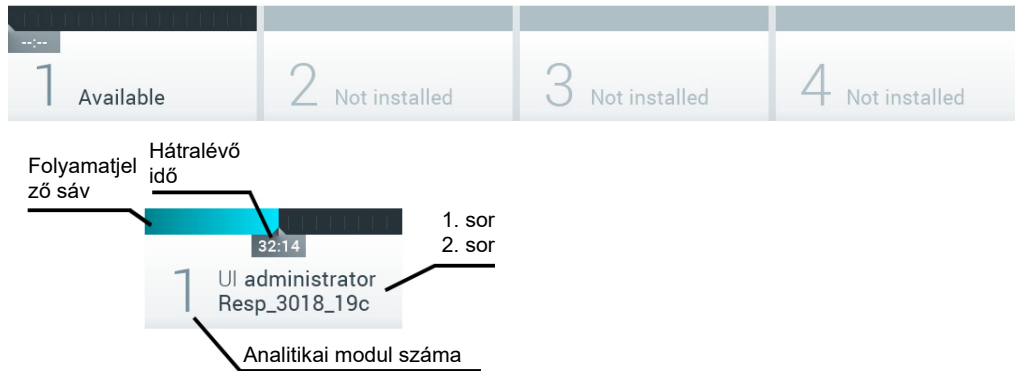 --:--
1 Available
2 Not installed
3 Not installed
4 Not installed
Folyamatjel
ző sáv
Hátralévő
idő
1. sor
2. sor
32:14
1
UI administrator
Resp_3018_19c
Analitikai modul száma